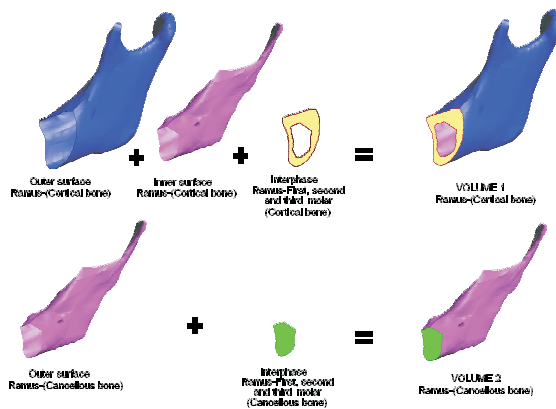 Outer surface
Ramus-(Cortical bone)
+
Inner surface
Ramus-(Cortical bone)
+
Interphase
Ramus-First, second
and third molar
(Cortical bone)
=
VOLUME 1
Ramus-(Cortical bone)
Outer surface
Ramus-(Cancellous bone)
+
Interphase
Ramus-First, second
and third molar
(Cancellous bone)
=
VOLUME 2
Ramus-(Cancellous bone)